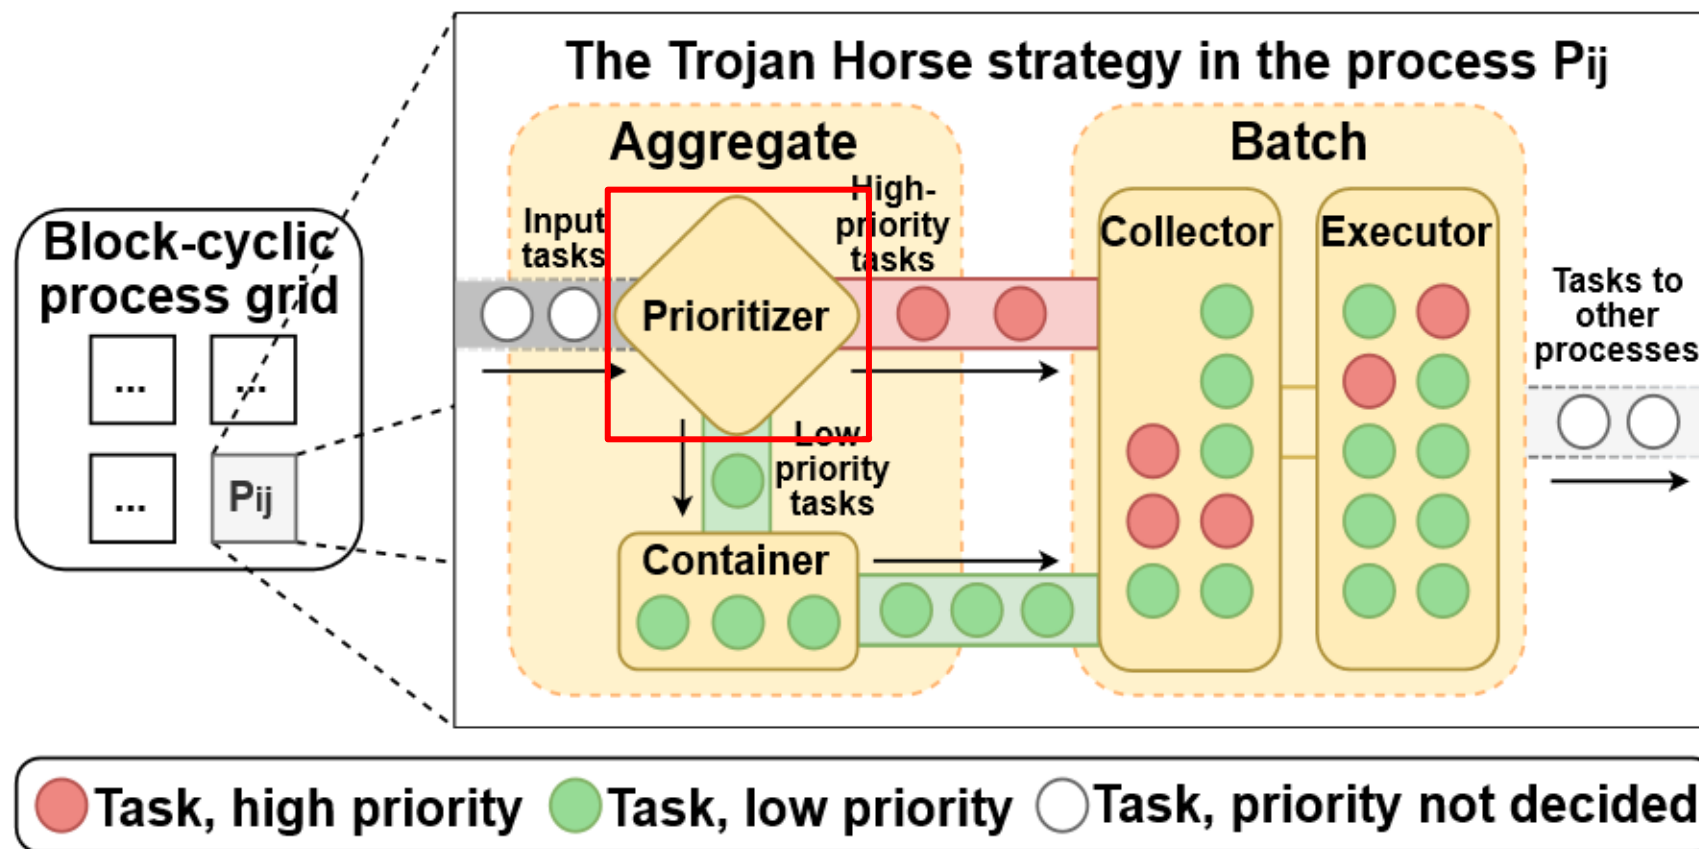 The Trojan Horse strategy in the process Pij
Aggregate
Batch
Block-cyclic
process grid
...
...
...
Pij
Input
tasks
Prioritizer
High-
priority
tasks
Low-
priority
tasks
Container
Collector
Executor
Tasks to
other
processes
Task, high priority
Task, low priority
Task, priority not decided